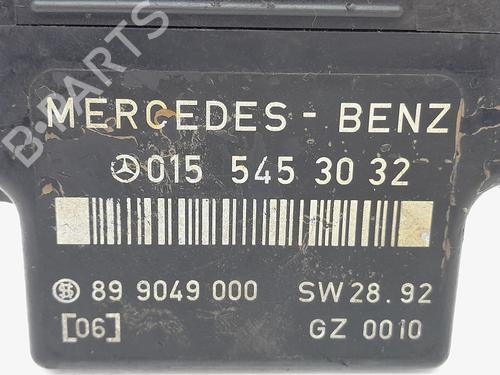 MERCEDES - BENZ
015 545 30 32
89 9049 000 SW 28.92
[06] GZ 0010
B-PARTS